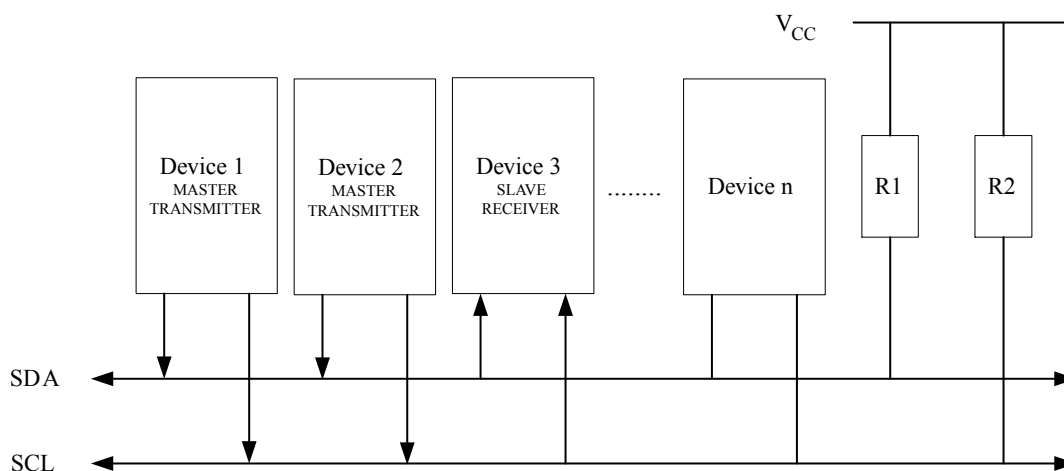 V_CC
Device 1
MASTER
TRANSMITTER
Device 2
MASTER
TRANSMITTER
Device 3
SLAVE
RECEIVER
........
Device n
R1
R2
SDA
SCL